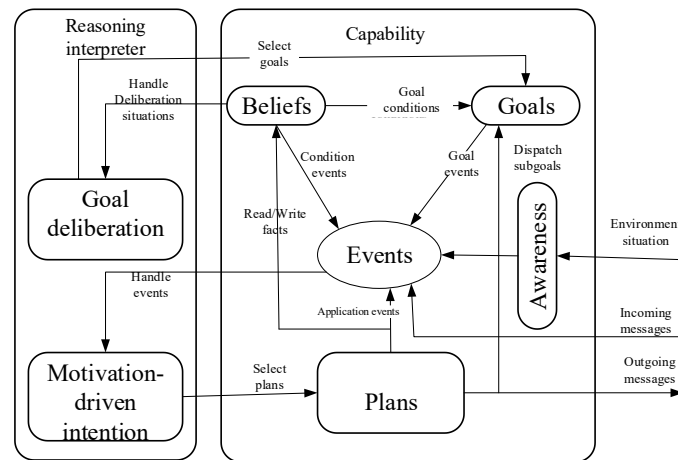 Reasoning
interpreter
Capability
Select
goals
Handle
Deliberation
situations
Beliefs
Goal
conditions
Goals
Condition
events
Goal
events
Dispatch
subgoals
Goal
deliberation
Read/Write
facts
Awareness
Environment
situation
Events
Handle
events
Application events
Incoming
messages
Motivation-
driven
intention
Select
plans
Plans
Outgoing
messages